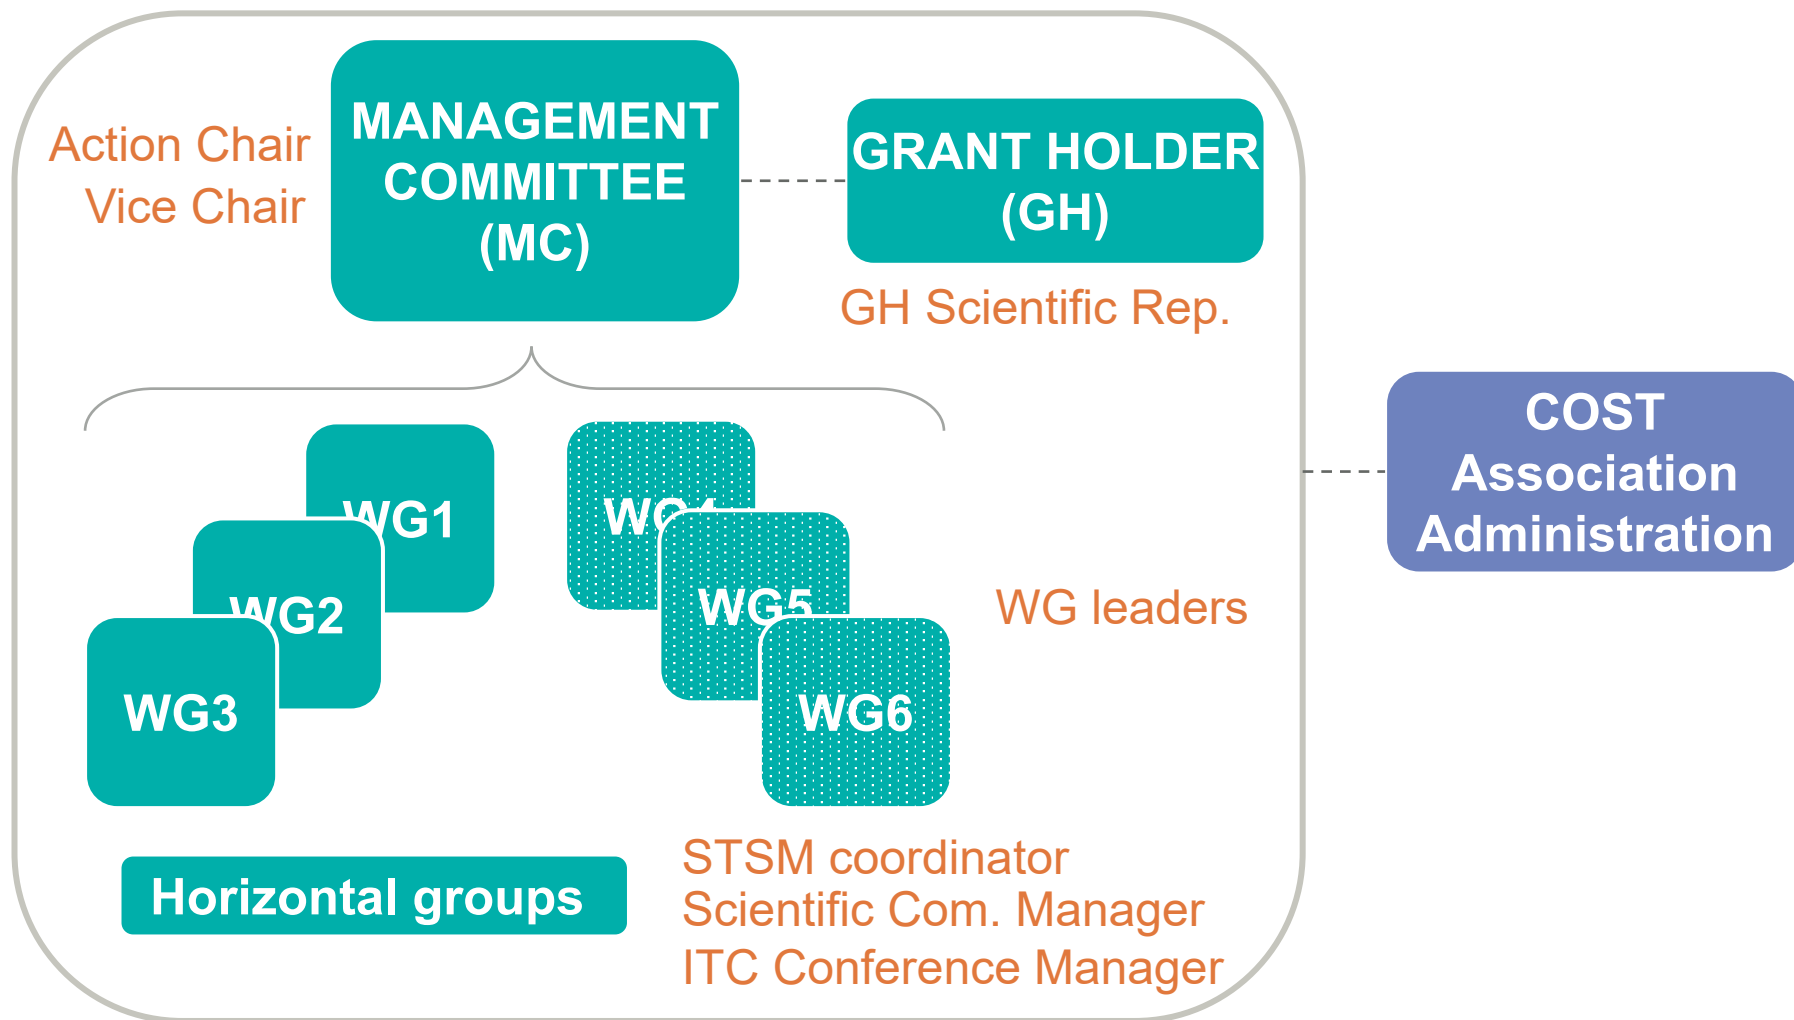 Action Chair
Vice Chair
MANAGEMENT
COMMITTEE
(MC)
GRANT HOLDER
(GH)
GH Scientific Rep.
COST
Association
Administration
WG1
WG2
WG3
WG4
WG5
WG6
WG leaders
Horizontal groups
STSM coordinator
Scientific Com. Manager
ITC Conference Manager